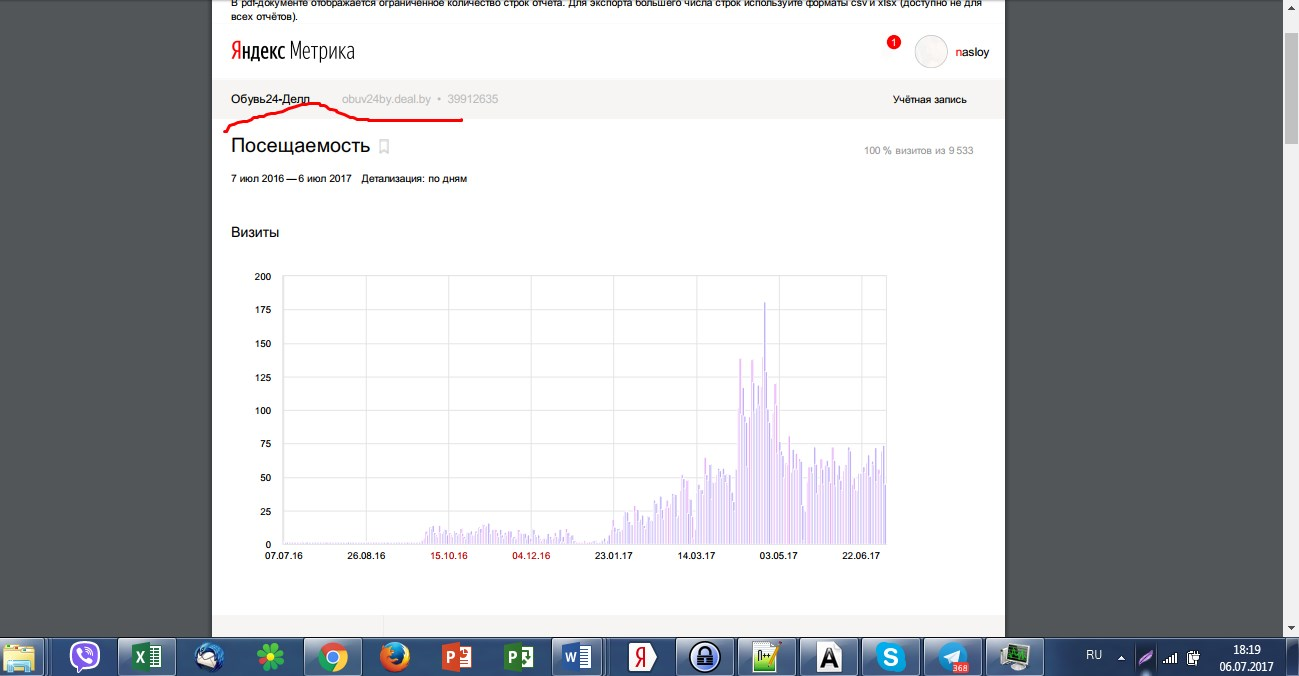 В pdf-документе отображается ограниченное количество строк отчёта. Для экспорта большего числа строк используйте форматы csv и xlsx (доступно не для
всех отчётов).
Яндекс Метрика
1
nasloy
Обувь24-Делл obuv24by.deal.by • 39912635
Учётная запись
Посещаемость
100 % визитов из 9 533
7 июл 2016 — 6 июл 2017 Детализация: по дням
Визиты
200
175
150
125
100
75
50
25
0
07.07.16 26.08.16 15.10.16 04.12.16 23.01.17 14.03.17 03.05.17 22.06.17
368
RU
18:19
06.07.2017